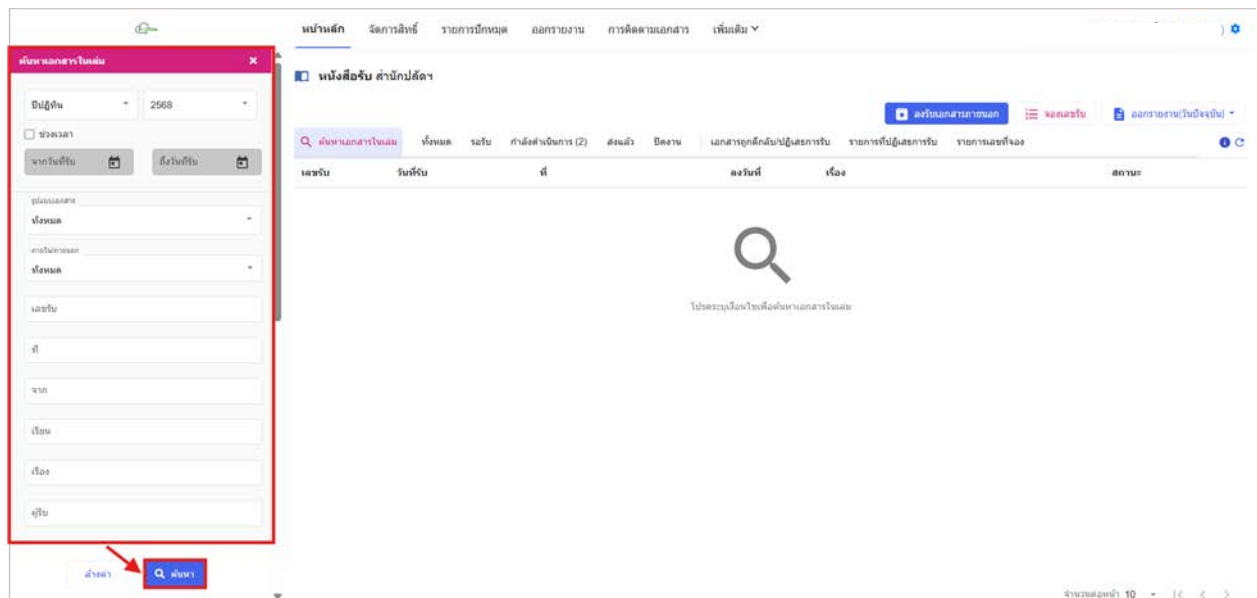 หน้าหลัก จัดการสิทธิ์ รายการปักหมุด ออกรายงาน การติดตามเอกสาร เพิ่มเติม
ค้นหาเอกสารในเล่ม ×
หนังสือรับ สำนักปลัดฯ
ปีปฏิทิน 2568
ลงรับเอกสารภายนอก จองเลขรับ ออกรายงาน(วันปัจจุบัน)
ช่วงเวลา
ค้นหาเอกสารในเล่ม ทั้งหมด รอรับ กำลังดำเนินการ (2) ส่งแล้ว ปิดงาน เอกสารถูกดึกลับ/ปฏิเสธการรับ รายการที่ปฏิเสธการรับ รายการเลขที่จอง
จากวันที่รับ ถึงวันที่รับ
เลขรับ วันที่รับ ที่ ลงวันที่ เรื่อง สถานะ
รูปแบบเอกสาร
ทั้งหมด
ภายใน/ภายนอก
ทั้งหมด
เลขรับ
โปรดระบุเงื่อนไขเพื่อค้นหาเอกสารในเล่ม
ที่
จาก
เรียน
เรื่อง
ผู้รับ
ล้างค่า ค้นหา
จำนวนต่อหน้า 10